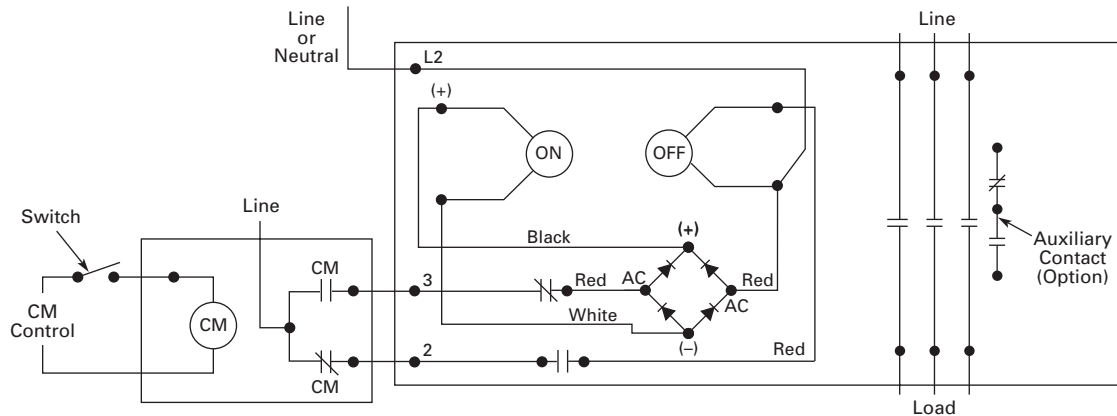 Line
or
Neutral
L2
Line
(+)
ON
OFF
Switch
Line
Black
(+)
Auxiliary
Contact
(Option)
CM
3
Red
AC
Red
AC
CM
Control
CM
White
2
(–)
Red
CM
Load